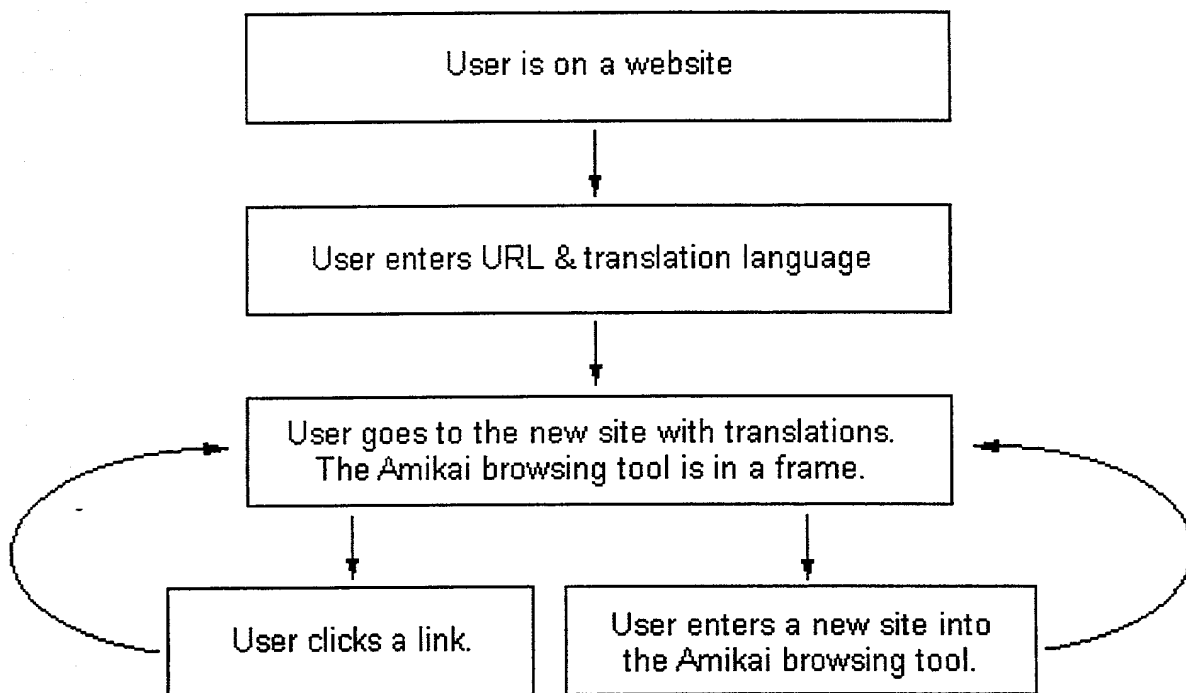 User is on a website
User enters URL & translation language
User goes to the new site with translations.
The Amikai browsing tool is in a frame.
User clicks a link.
User enters a new site into
the Amikai browsing tool.